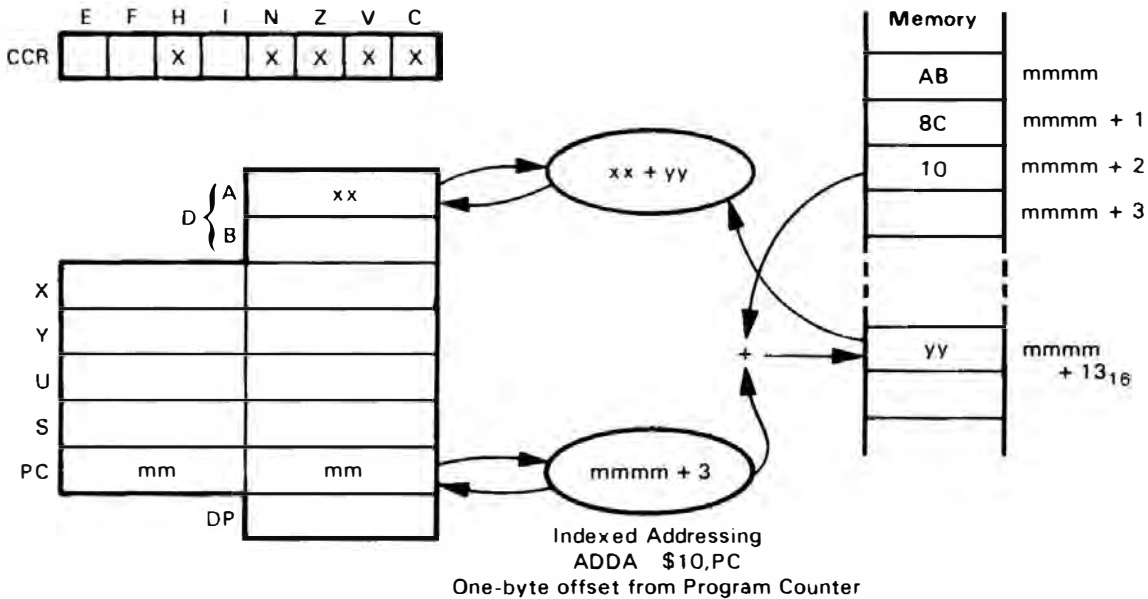 E F H I N Z V C
CCR X X X X X
Memory
AB mmmm
8C mmmm + 1
10 mmmm + 2
mmmm + 3
xx + yy
D { A xx
B
X
Y
U
S
PC mm mm
DP
+
yy mmmm
+ 13₁₆
mmmm + 3
Indexed Addressing
ADDA $10,PC
One-byte offset from Program Counter